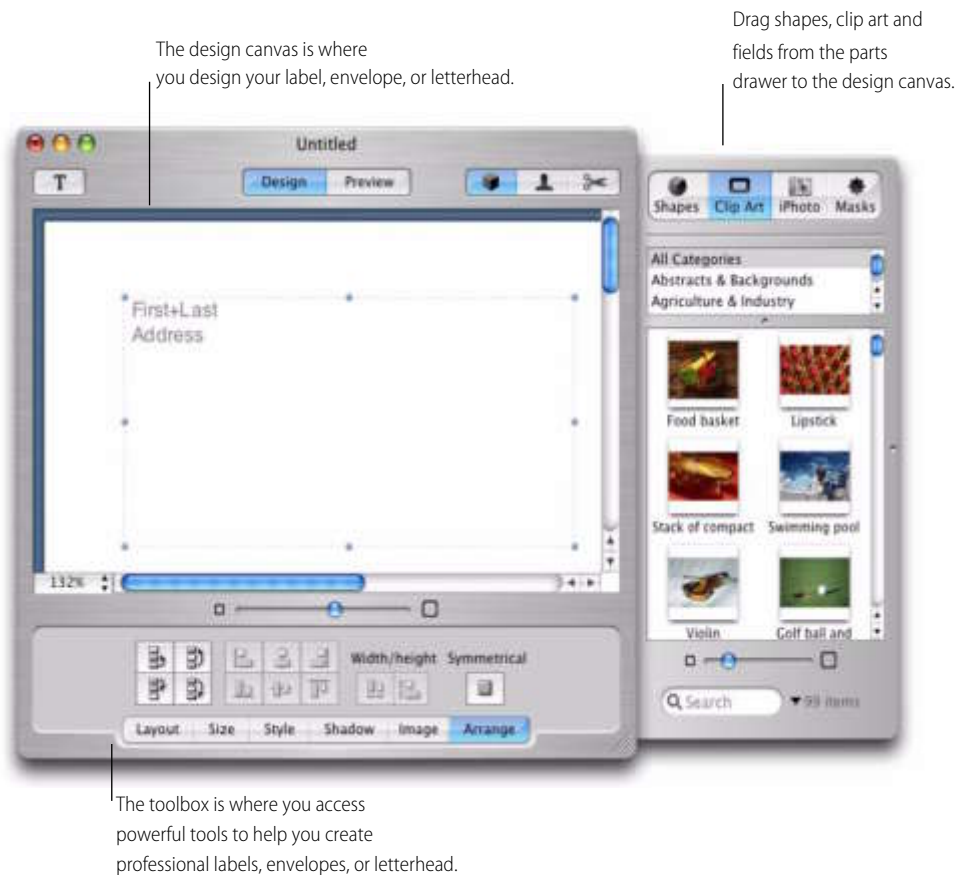 Drag shapes, clip art and
fields from the parts
drawer to the design canvas.
The design canvas is where
you design your label, envelope, or letterhead.
Untitled
T
Design Preview
Shapes Clip Art iPhoto Masks
All Categories
Abstracts & Backgrounds
Agriculture & Industry
First+Last
Address
Food basket Lipstick
Stack of compact Swimming pool
Violin Golf ball and
132%
Width/height Symmetrical
Search 99 items
Layout Size Style Shadow Image Arrange
The toolbox is where you access
powerful tools to help you create
professional labels, envelopes, or letterhead.